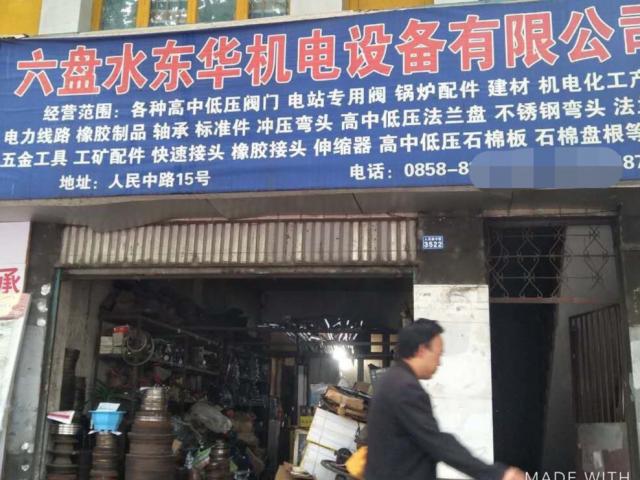 六盘水东华机电设备有限公司
经营范围：各种高中低压阀门 电站专用阀 锅炉配件 建材 机电化工产
电力线路 橡胶制品 轴承 标准件 冲压弯头 高中低压法兰盘 不锈钢弯头 法
五金工具 工矿配件 快速接头 橡胶接头 伸缩器 高中低压石棉板 石棉盘根等
地址：人民中路15号 电话：0858-8 87
3522
承
MADE WITH